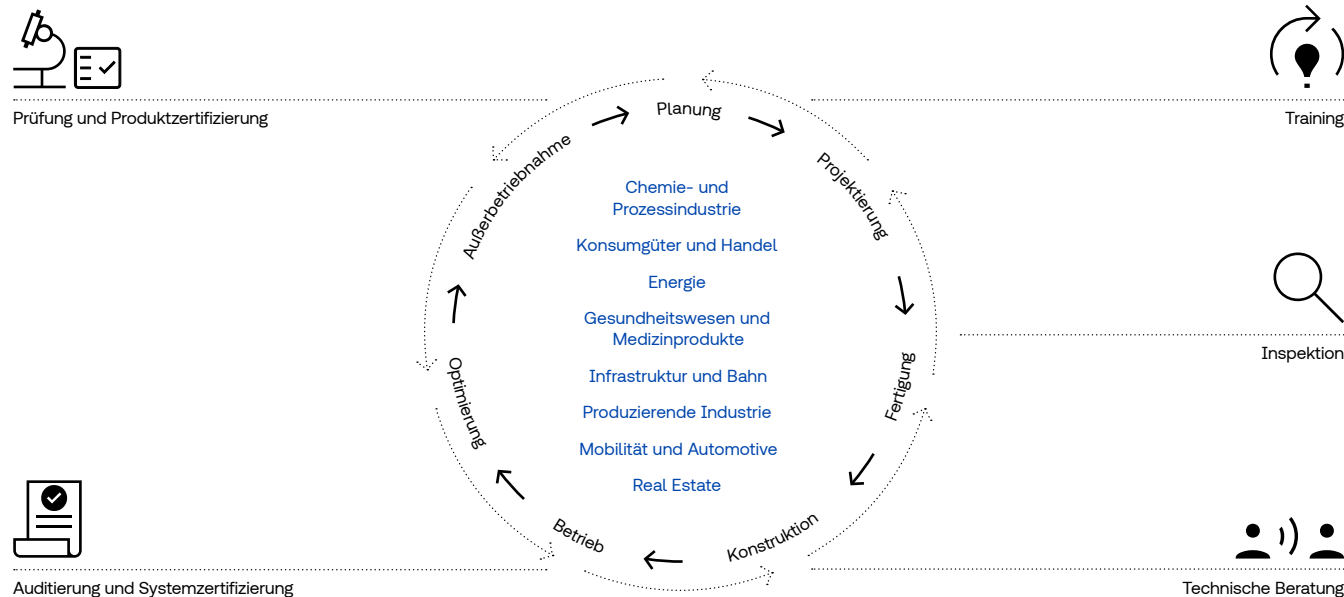 Prüfung und Produktzertifizierung
Training
Planung
Projektierung
Fertigung
Konstruktion
Betrieb
Optimierung
Außerbetriebnahme
Chemie- und
Prozessindustrie
Konsumgüter und Handel
Energie
Gesundheitswesen und
Medizinprodukte
Infrastruktur und Bahn
Produzierende Industrie
Mobilität und Automotive
Real Estate
Inspektion
Auditierung und Systemzertifizierung
Technische Beratung